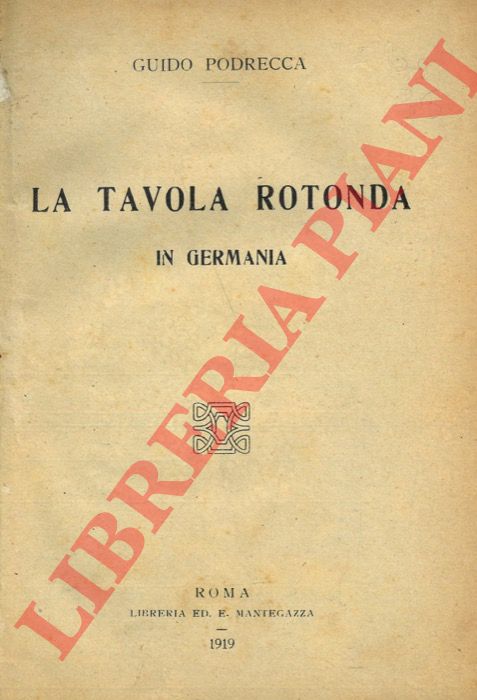 GUIDO PODRECCA
LA TAVOLA ROTONDA
IN GERMANIA
LIBRERIA PIANI
ROMA
LIBRERIA ED. E. MANTEGAZZA
1919